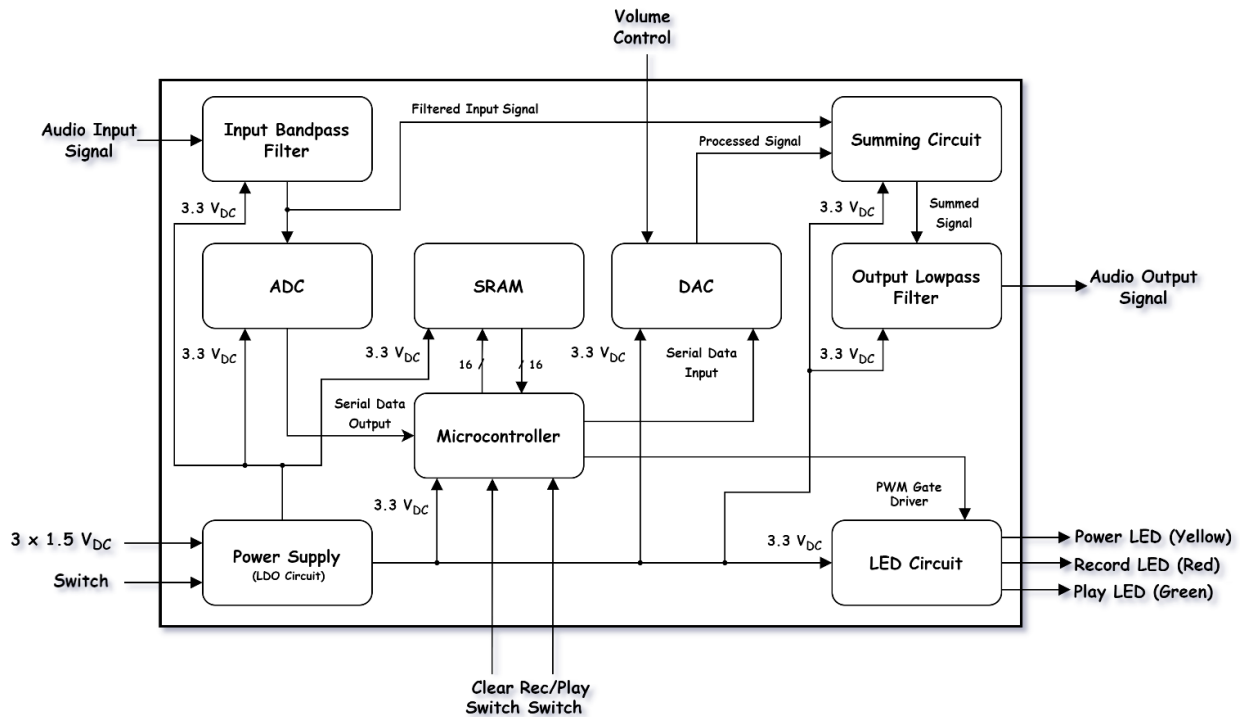 Volume
Control
Audio Input
Signal
Input Bandpass
Filter
Filtered Input Signal
Processed Signal
Summing Circuit
3.3 VDC
3.3 VDC
Summed
Signal
ADC
SRAM
DAC
Output Lowpass
Filter
Audio Output
Signal
3.3 VDC
3.3 VDC
16 /
/ 16
3.3 VDC
Serial Data
Input
3.3 VDC
Serial Data
Output
Microcontroller
3.3 VDC
PWM Gate
Driver
3 x 1.5 VDC
Switch
Power Supply
(LDO Circuit)
3.3 VDC
LED Circuit
Power LED (Yellow)
Record LED (Red)
Play LED (Green)
Clear
Switch
Rec/Play
Switch